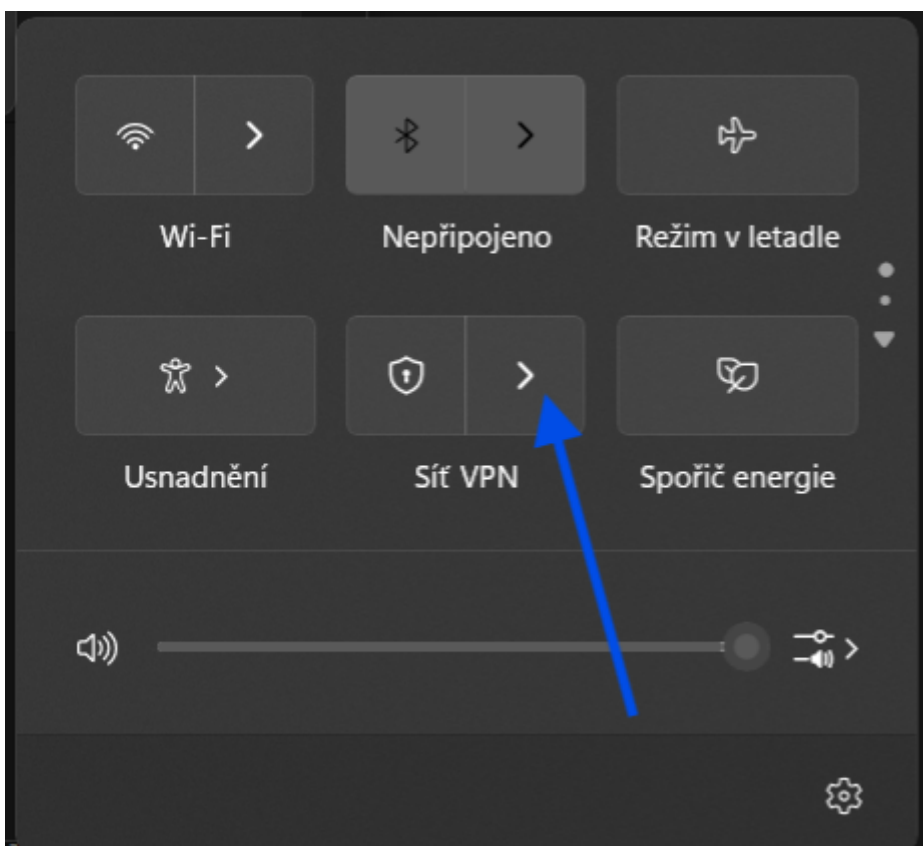 Wi-Fi
Nepřipojeno
Režim v letadle
Usnadnění
Síť VPN
Spořič energie